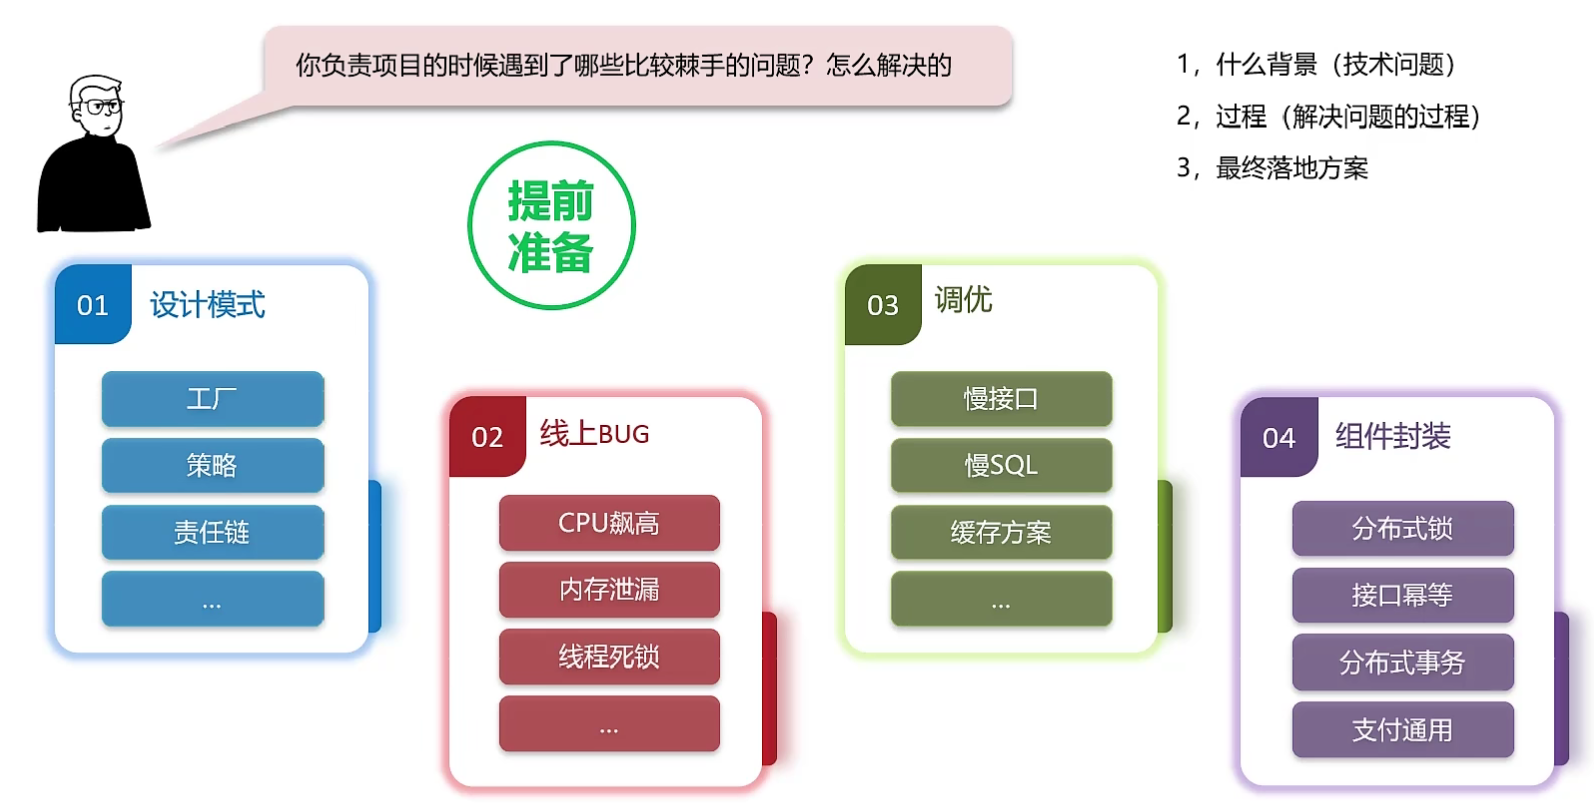 你负责项目的时候遇到了哪些比较棘手的问题？怎么解决的
1，什么背景（技术问题）
2，过程（解决问题的过程）
3，最终落地方案
提前
准备
01 设计模式
工厂
策略
责任链
...
02 线上BUG
CPU飙高
内存泄漏
线程死锁
...
03 调优
慢接口
慢SQL
缓存方案
...
04 组件封装
分布式锁
接口幂等
分布式事务
支付通用